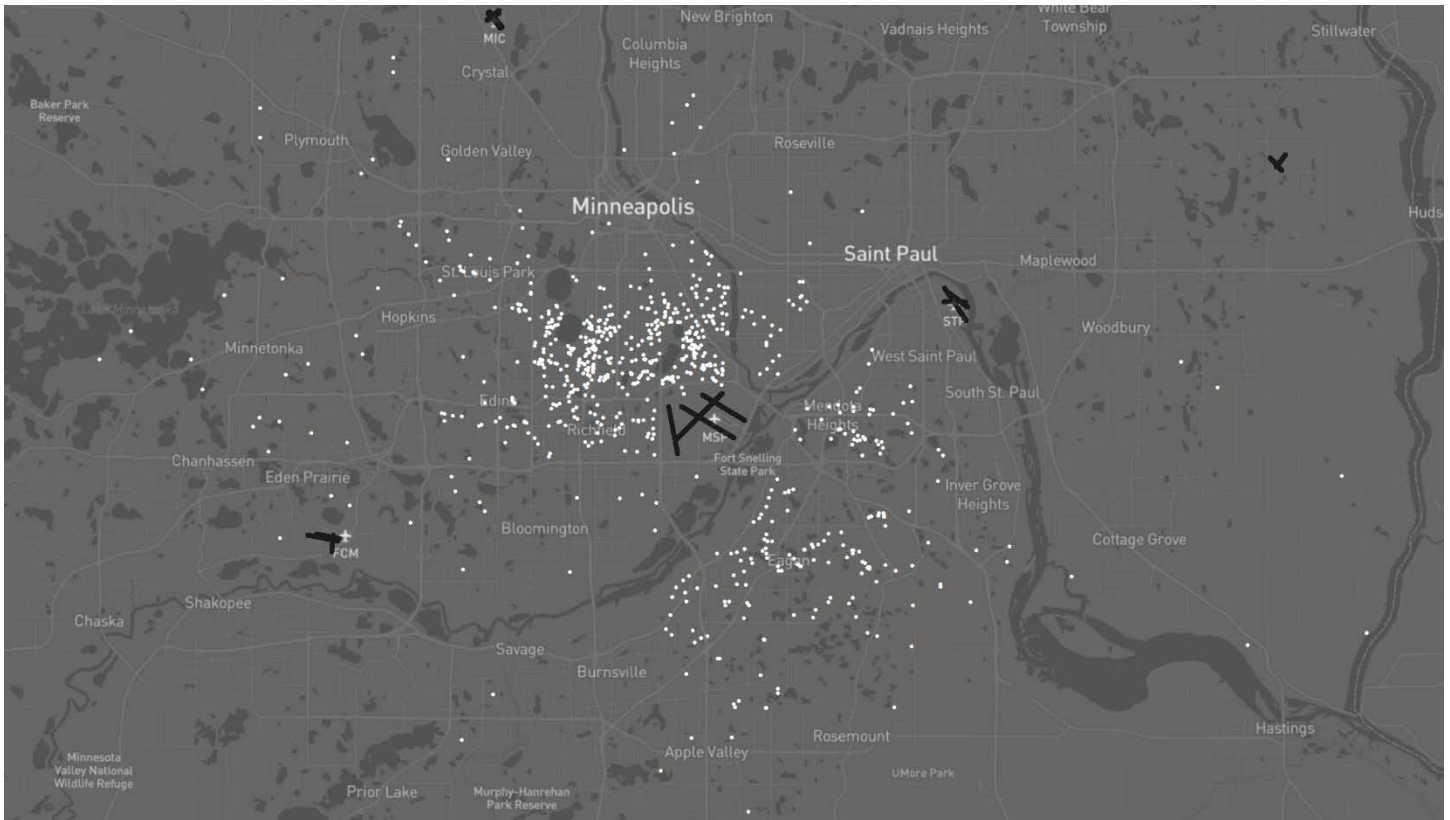 White Bear
Township
New Brighton
Vadnais Heights
Stillwater
MIC
Columbia
Heights
Crystal
Baker Park
Reserve
Plymouth
Golden Valley
Roseville
Minneapolis
Huds
Saint Paul
Maplewood
St. Louis Park
Lake Minnetonka
Hopkins
STP
Woodbury
Minnetonka
West Saint Paul
South St. Paul
Edina
Mendota
Heights
Richfield
MSP
Fort Snelling
State Park
Chanhassen
Eden Prairie
Inver Grove
Heights
Bloomington
Cottage Grove
FCM
Eagan
Shakopee
Chaska
Savage
Burnsville
Hastings
Rosemount
Apple Valley
Minnesota
Valley National
Wildlife Refuge
UMore Park
Prior Lake
Murphy-Hanrehan
Park Reserve